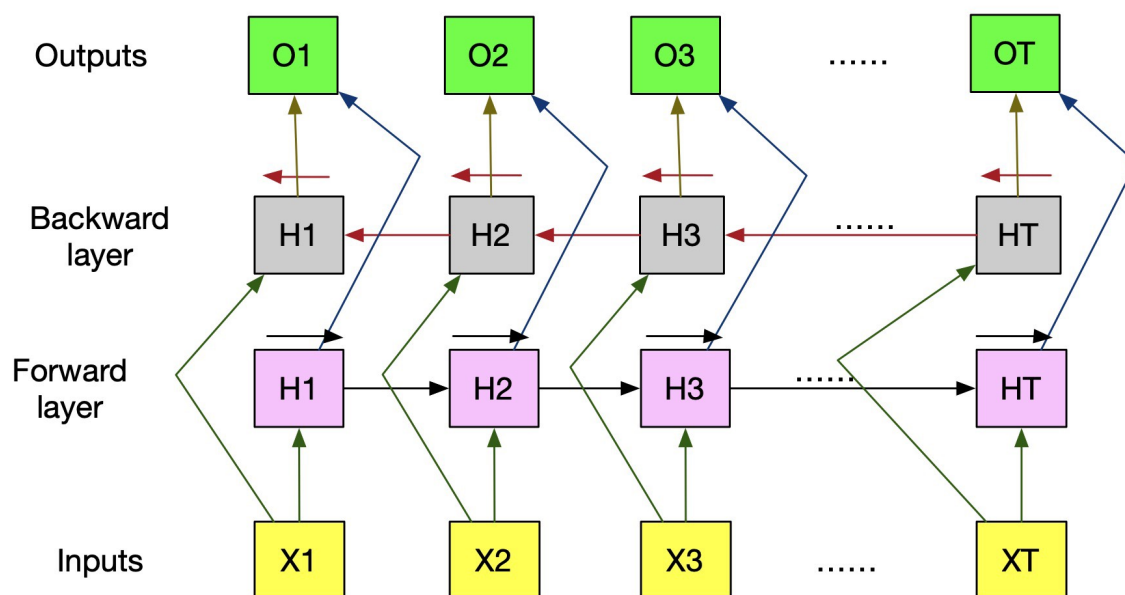 Outputs O1 O2 O3 ...... OT
Backward
layer H1 H2 H3 ...... HT
Forward
layer H1 H2 H3 ...... HT
Inputs X1 X2 X3 ...... XT